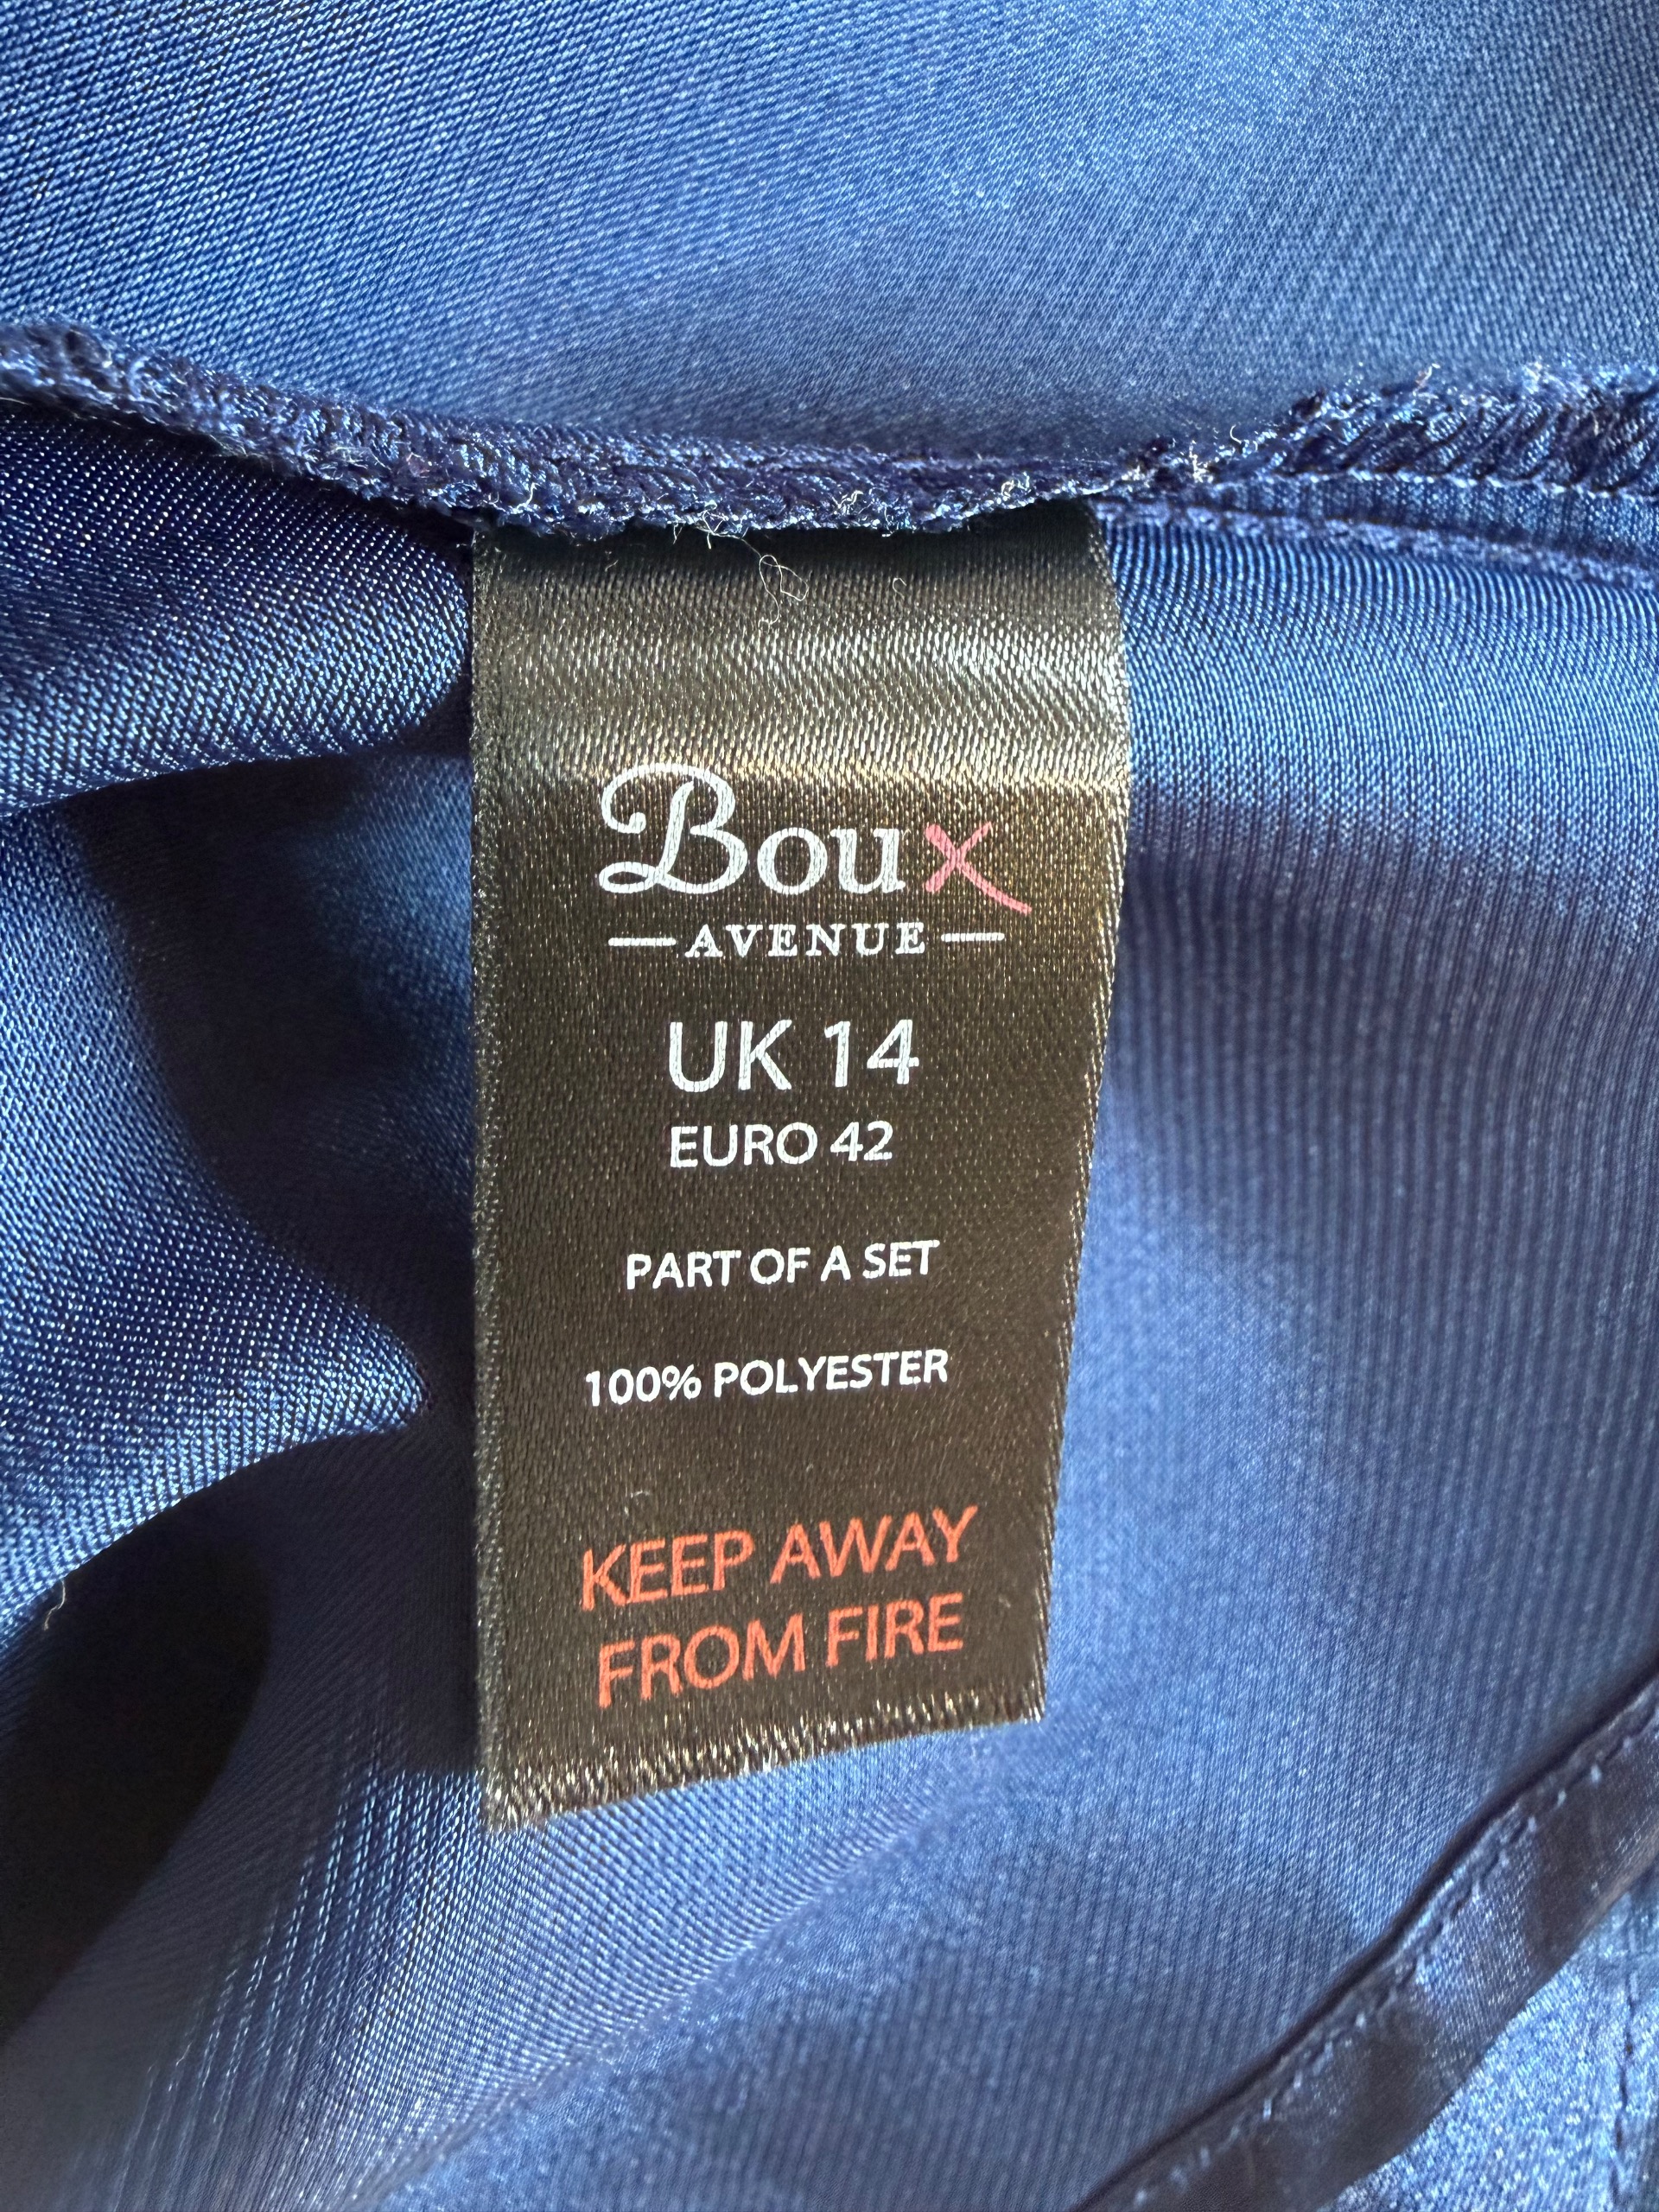 Boux
AVENUE
UK 14
EURO 42
PART OF A SET
100% POLYESTER
KEEP AWAY
FROM FIRE